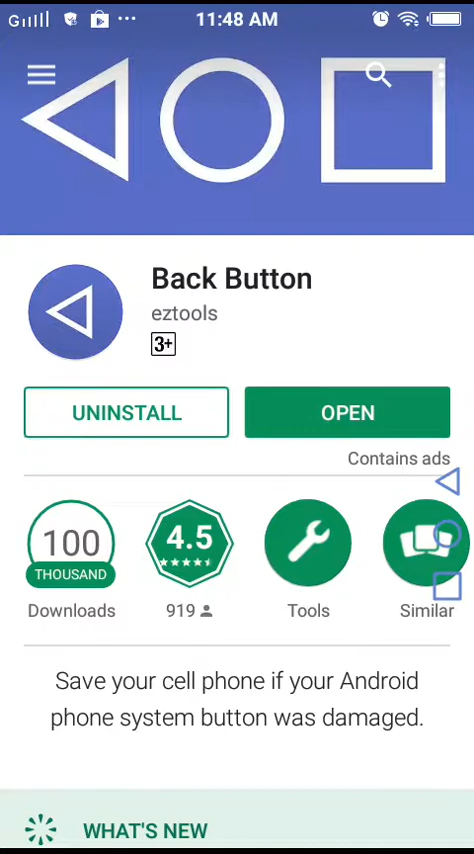 11:48 AM
Back Button
eztools
3+
UNINSTALL
OPEN
Contains ads
100
THOUSAND
4.5
Downloads
919
Tools
Similar
Save your cell phone if your Android
phone system button was damaged.
WHAT'S NEW